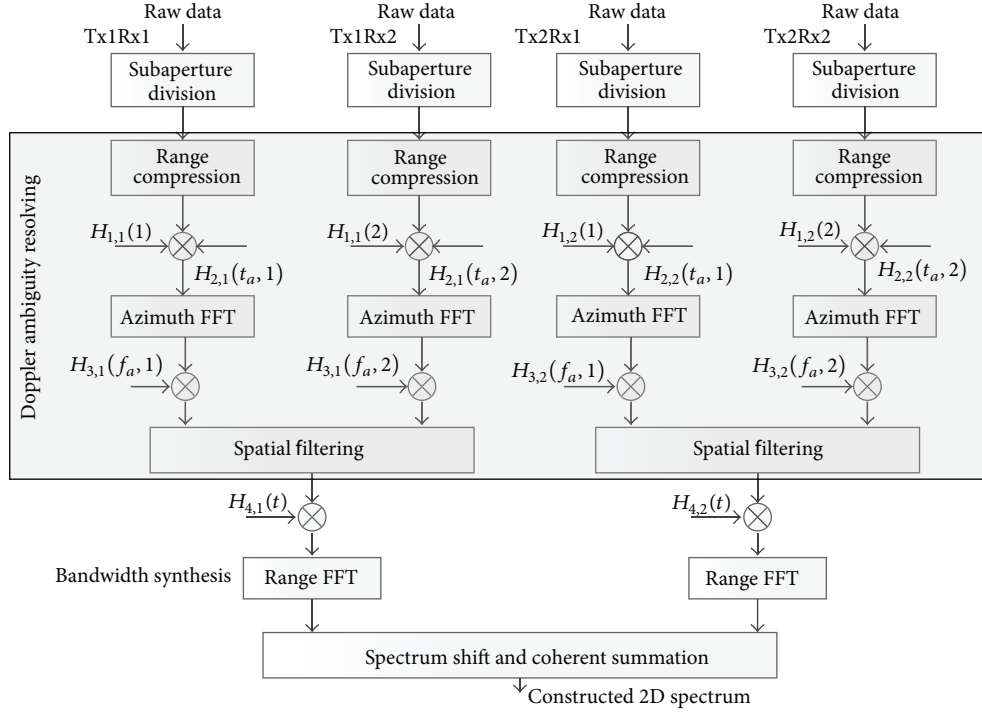 Raw data Raw data Raw data Raw data
Tx1Rx1 Tx1Rx2 Tx2Rx1 Tx2Rx2
Subaperture division
Subaperture division
Subaperture division
Subaperture division
Doppler ambiguity resolving
Range compression
Range compression
Range compression
Range compression
H1,1(1) H1,1(2) H1,2(1) H1,2(2)
H2,1(ta, 1) H2,1(ta, 2) H2,2(ta, 1) H2,2(ta, 2)
Azimuth FFT Azimuth FFT Azimuth FFT Azimuth FFT
H3,1(fa, 1) H3,1(fa, 2) H3,2(fa, 1) H3,2(fa, 2)
Spatial filtering Spatial filtering
H4,1(t) H4,2(t)
Bandwidth synthesis Range FFT Range FFT
Spectrum shift and coherent summation
Constructed 2D spectrum